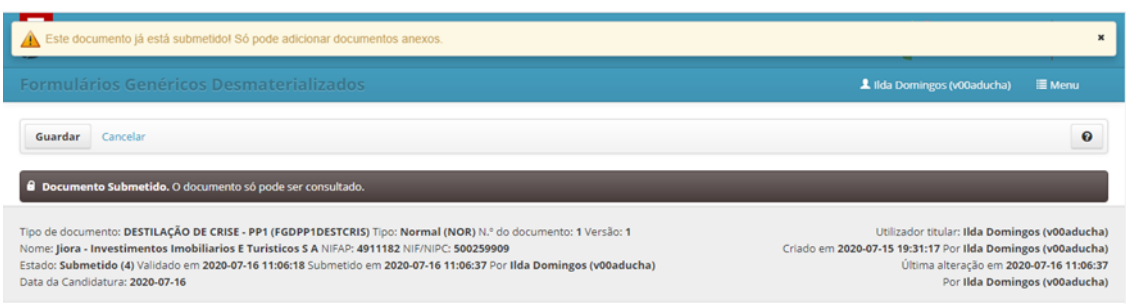 Este documento já está submetido! Só pode adicionar documentos anexos. ×
Formulários Genéricos Desmaterializados
Ilda Domingos (v00aducha) Menu
Guardar Cancelar
Documento Submetido. O documento só pode ser consultado.
Tipo de documento: DESTILAÇÃO DE CRISE - PP1 (FGDPP1DESTCRIS) Tipo: Normal (NOR) N.º do documento: 1 Versão: 1
Utilizador titular: Ilda Domingos (v00aducha)
Nome: Jiora - Investimentos Imobiliarios E Turisticos S A NIFAP: 4911182 NIF/NIPC: 500259909
Criado em 2020-07-15 19:31:17 Por Ilda Domingos (v00aducha)
Estado: Submetido (4) Validado em 2020-07-16 11:06:18 Submetido em 2020-07-16 11:06:37 Por Ilda Domingos (v00aducha)
Última alteração em 2020-07-16 11:06:37
Data da Candidatura: 2020-07-16
Por Ilda Domingos (v00aducha)